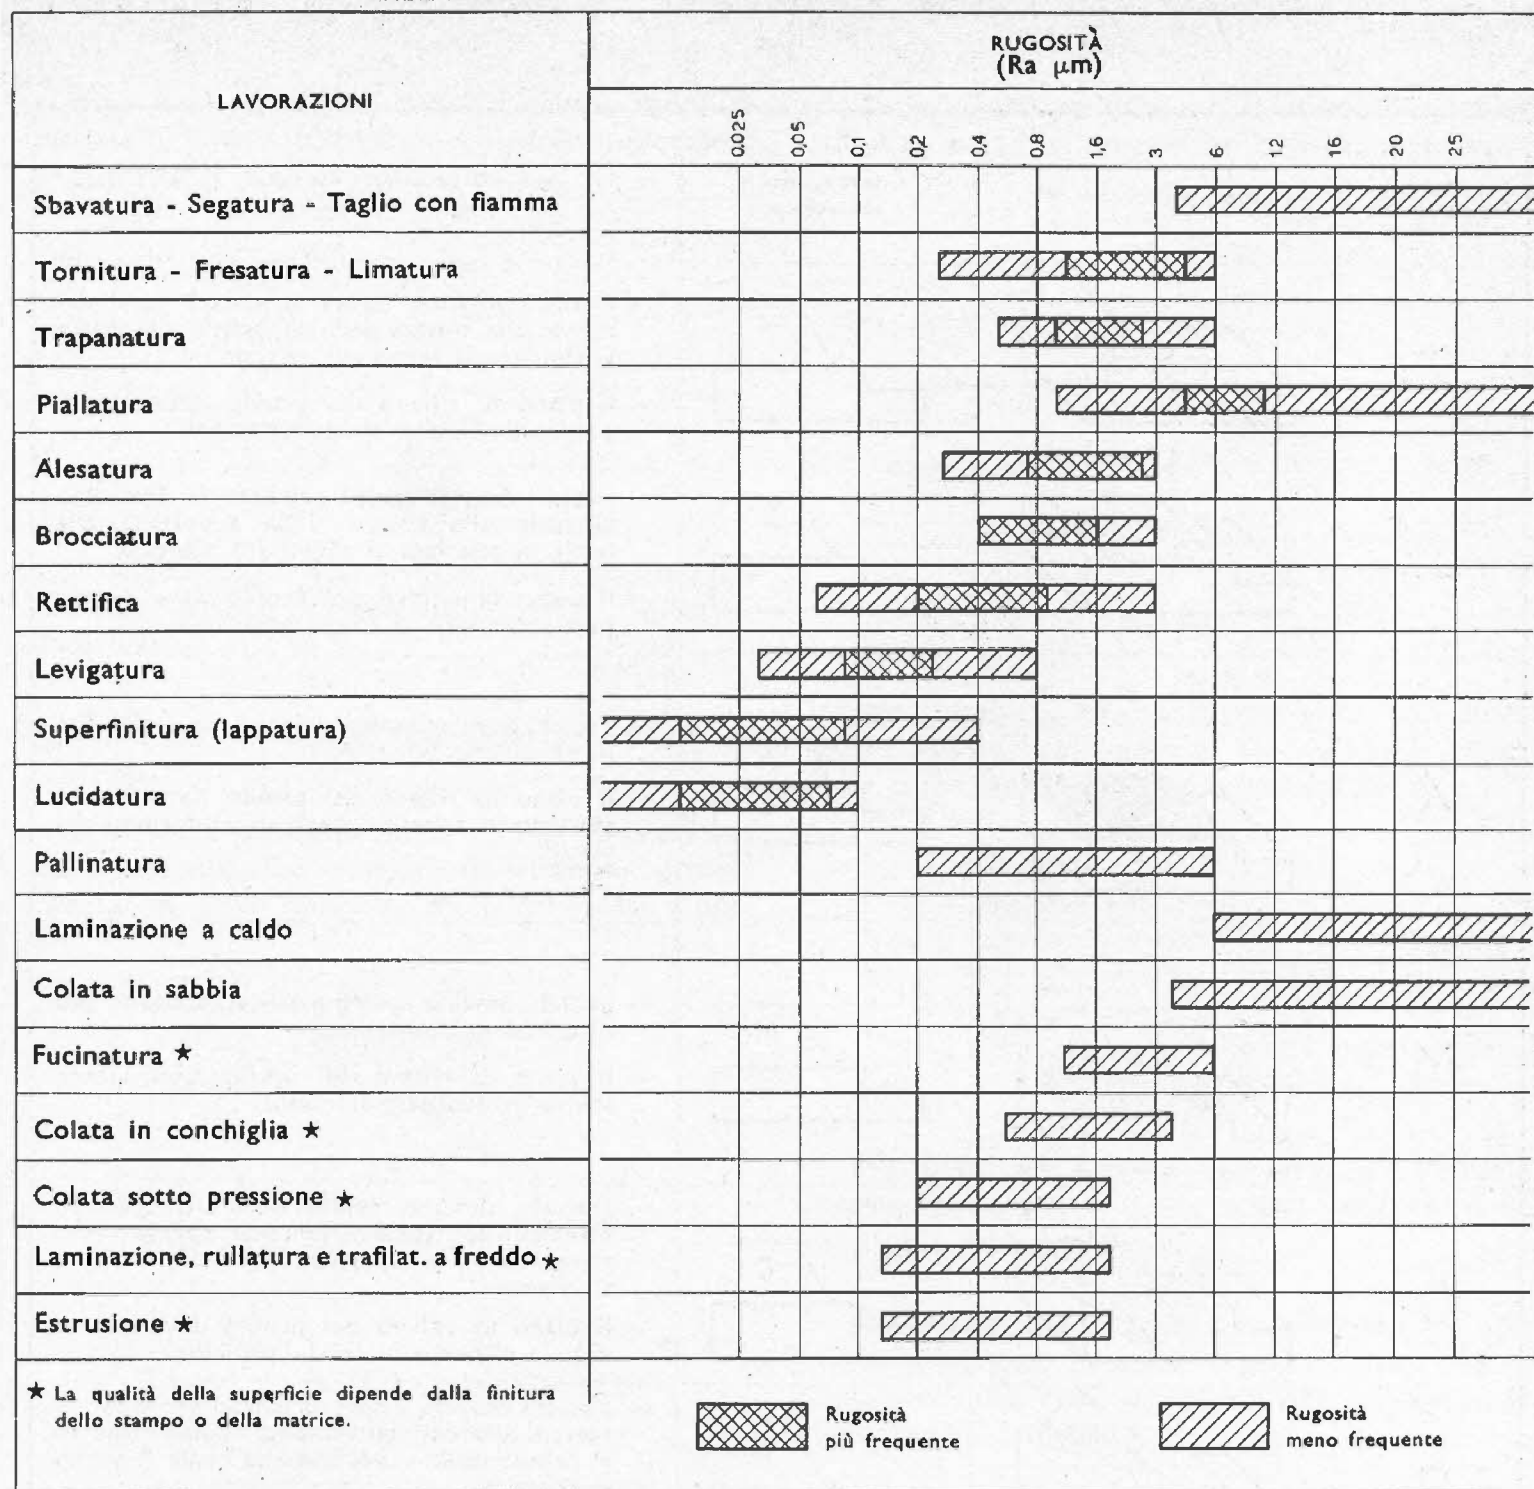 RUGOSITÀ
(Ra μm)
LAVORAZIONI
0.025 0,05 0,1 0,2 0,4 0,8 1,6 3 6 12 16 20 25
Sbavatura - Segatura - Taglio con fiamma
Tornitura - Fresatura - Limatura
Trapanatura
Piallatura
Alesatura
Brocciatura
Rettifica
Levigatura
Superfinitura (lappatura)
Lucidatura
Pallinatura
Laminazione a caldo
Colata in sabbia
Fucinatura ★
Colata in conchiglia ★
Colata sotto pressione ★
Laminazione, rullatura e trafilat. a freddo ★
Estrusione ★
★ La qualità della superficie dipende dalla finitura
dello stampo o della matrice.
Rugosità
più frequente
Rugosità
meno frequente